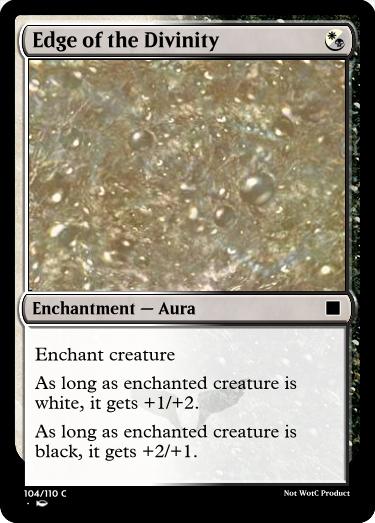 Edge of the Divinity
Enchantment — Aura
Enchant creature
As long as enchanted creature is
white, it gets +1/+2.
As long as enchanted creature is
black, it gets +2/+1.
104/110 C
Not WotC Product